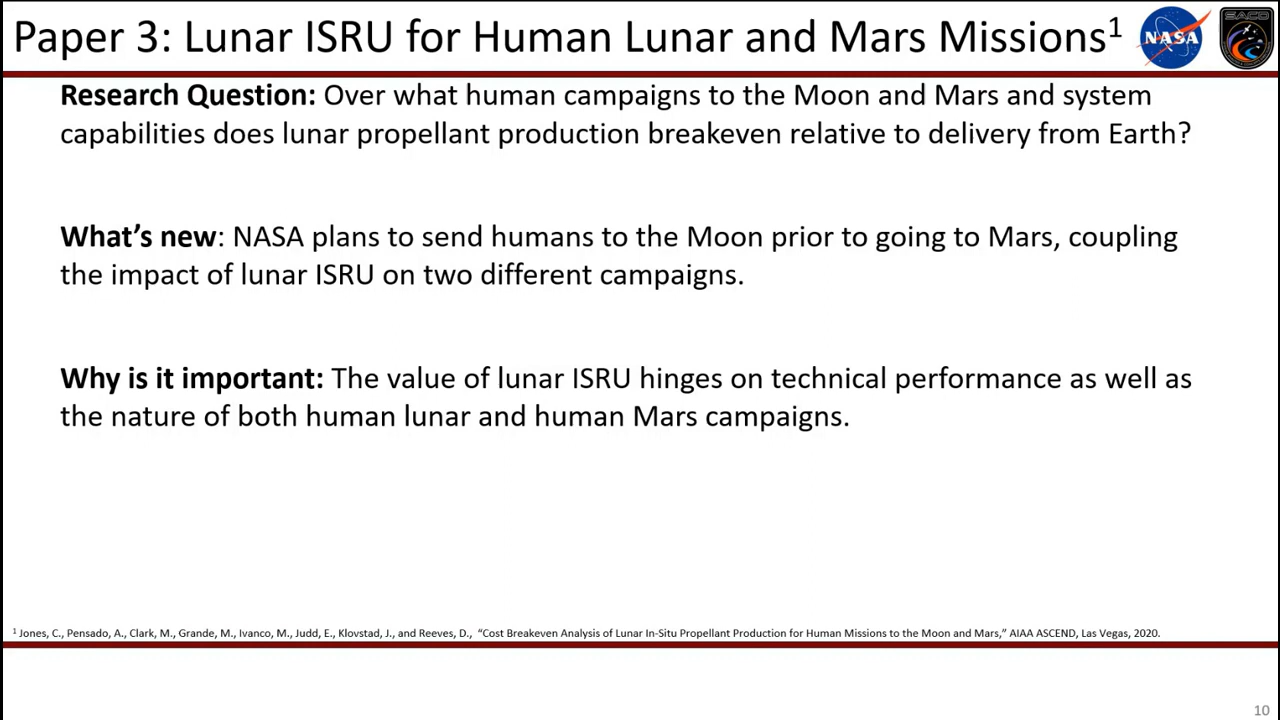 Paper 3: Lunar ISRU for Human Lunar and Mars Missions¹
NASA
SACO
Research Question: Over what human campaigns to the Moon and Mars and system
capabilities does lunar propellant production breakeven relative to delivery from Earth?
What’s new: NASA plans to send humans to the Moon prior to going to Mars, coupling
the impact of lunar ISRU on two different campaigns.
Why is it important: The value of lunar ISRU hinges on technical performance as well as
the nature of both human lunar and human Mars campaigns.
¹ Jones, C., Pensado, A., Clark, M., Grande, M., Ivanco, M., Judd, E., Klovstad, J., and Reeves, D., “Cost Breakeven Analysis of Lunar In-Situ Propellant Production for Human Missions to the Moon and Mars,” AIAA ASCEND, Las Vegas, 2020.
10